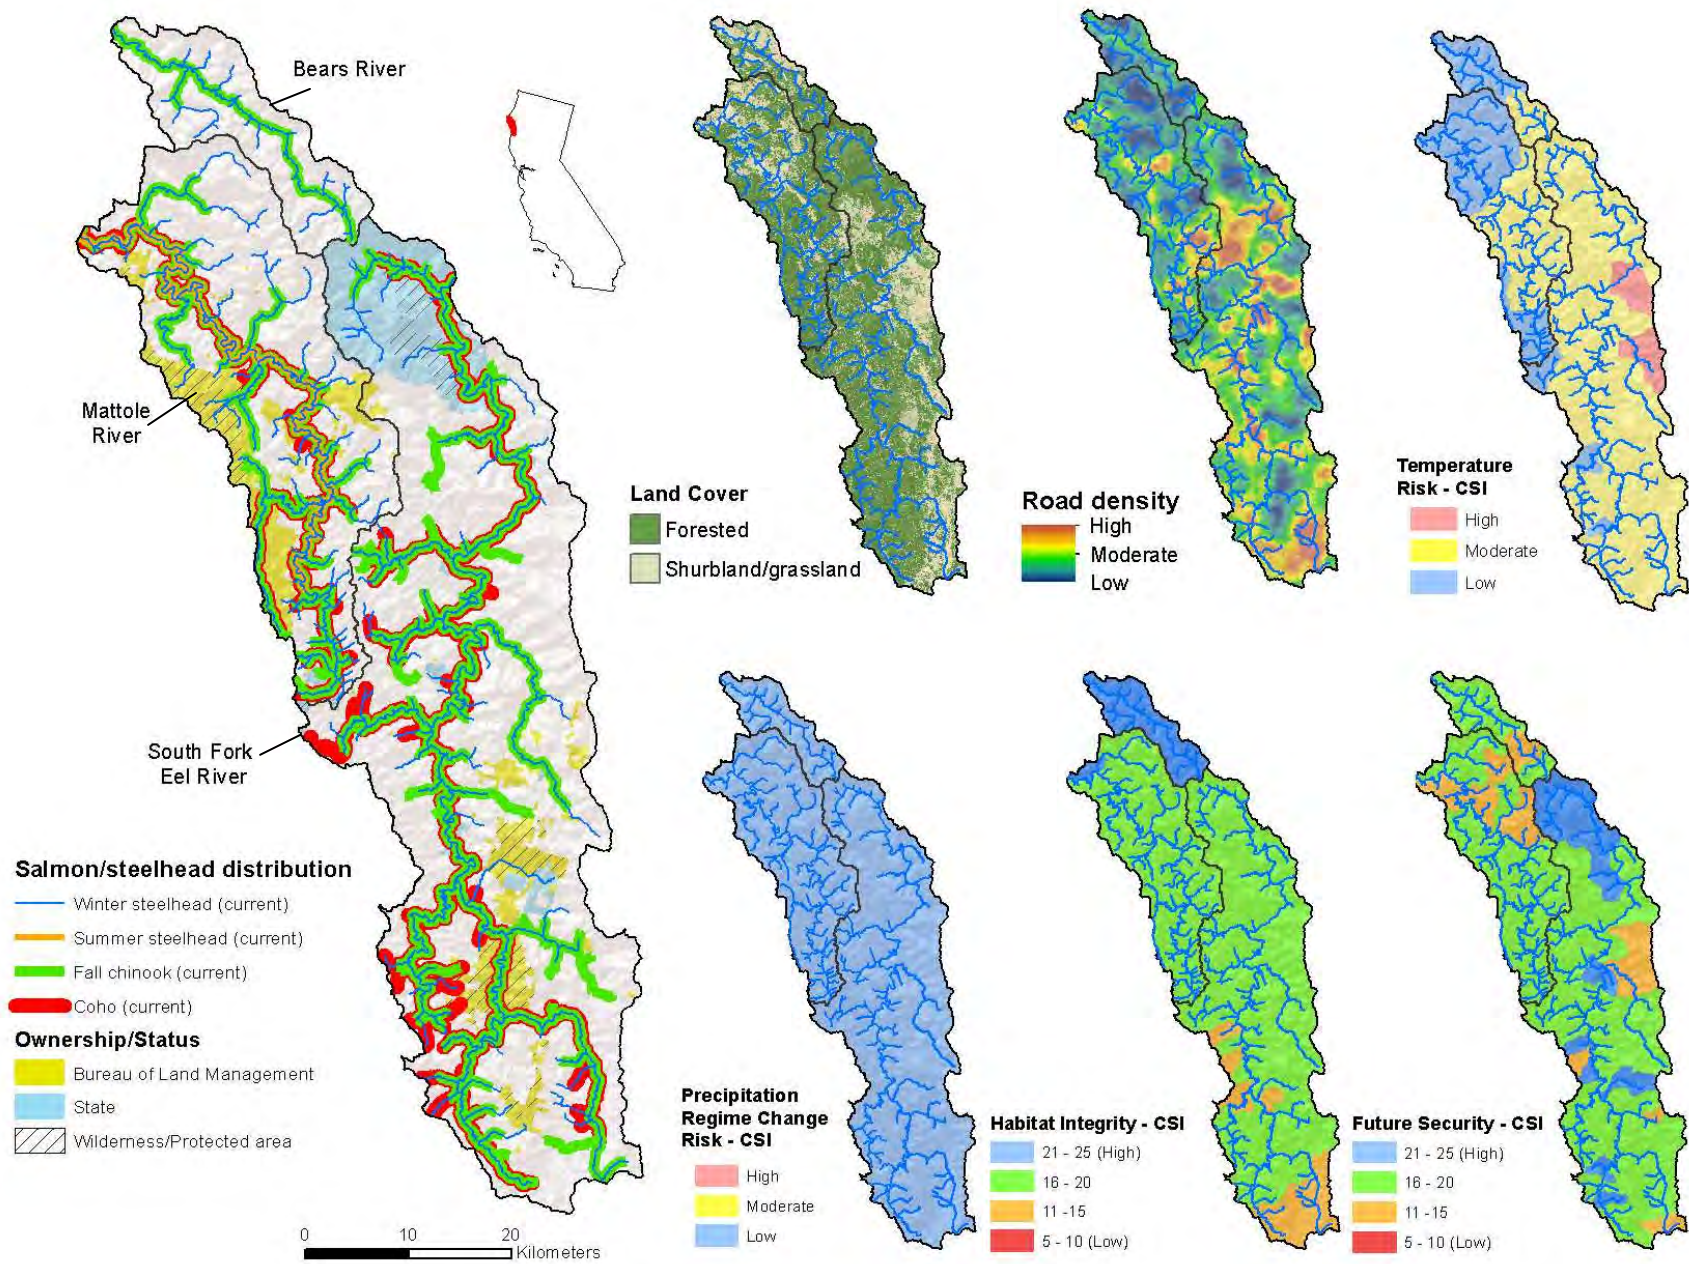 Bears River
Mattole
River
South Fork
Eel River
Salmon/steelhead distribution
Winter steelhead (current)
Summer steelhead (current)
Fall chinook (current)
Coho (current)
Ownership/Status
Bureau of Land Management
State
Wilderness/Protected area
0 10 20
Kilometers
Land Cover
Forested
Shurbland/grassland
Road density
High
Moderate
Low
Temperature
Risk - CSI
High
Moderate
Low
Precipitation
Regime Change
Risk - CSI
High
Moderate
Low
Habitat Integrity - CSI
21 - 25 (High)
16 - 20
11 -15
5 - 10 (Low)
Future Security - CSI
21 - 25 (High)
16 - 20
11 - 15
5 - 10 (Low)